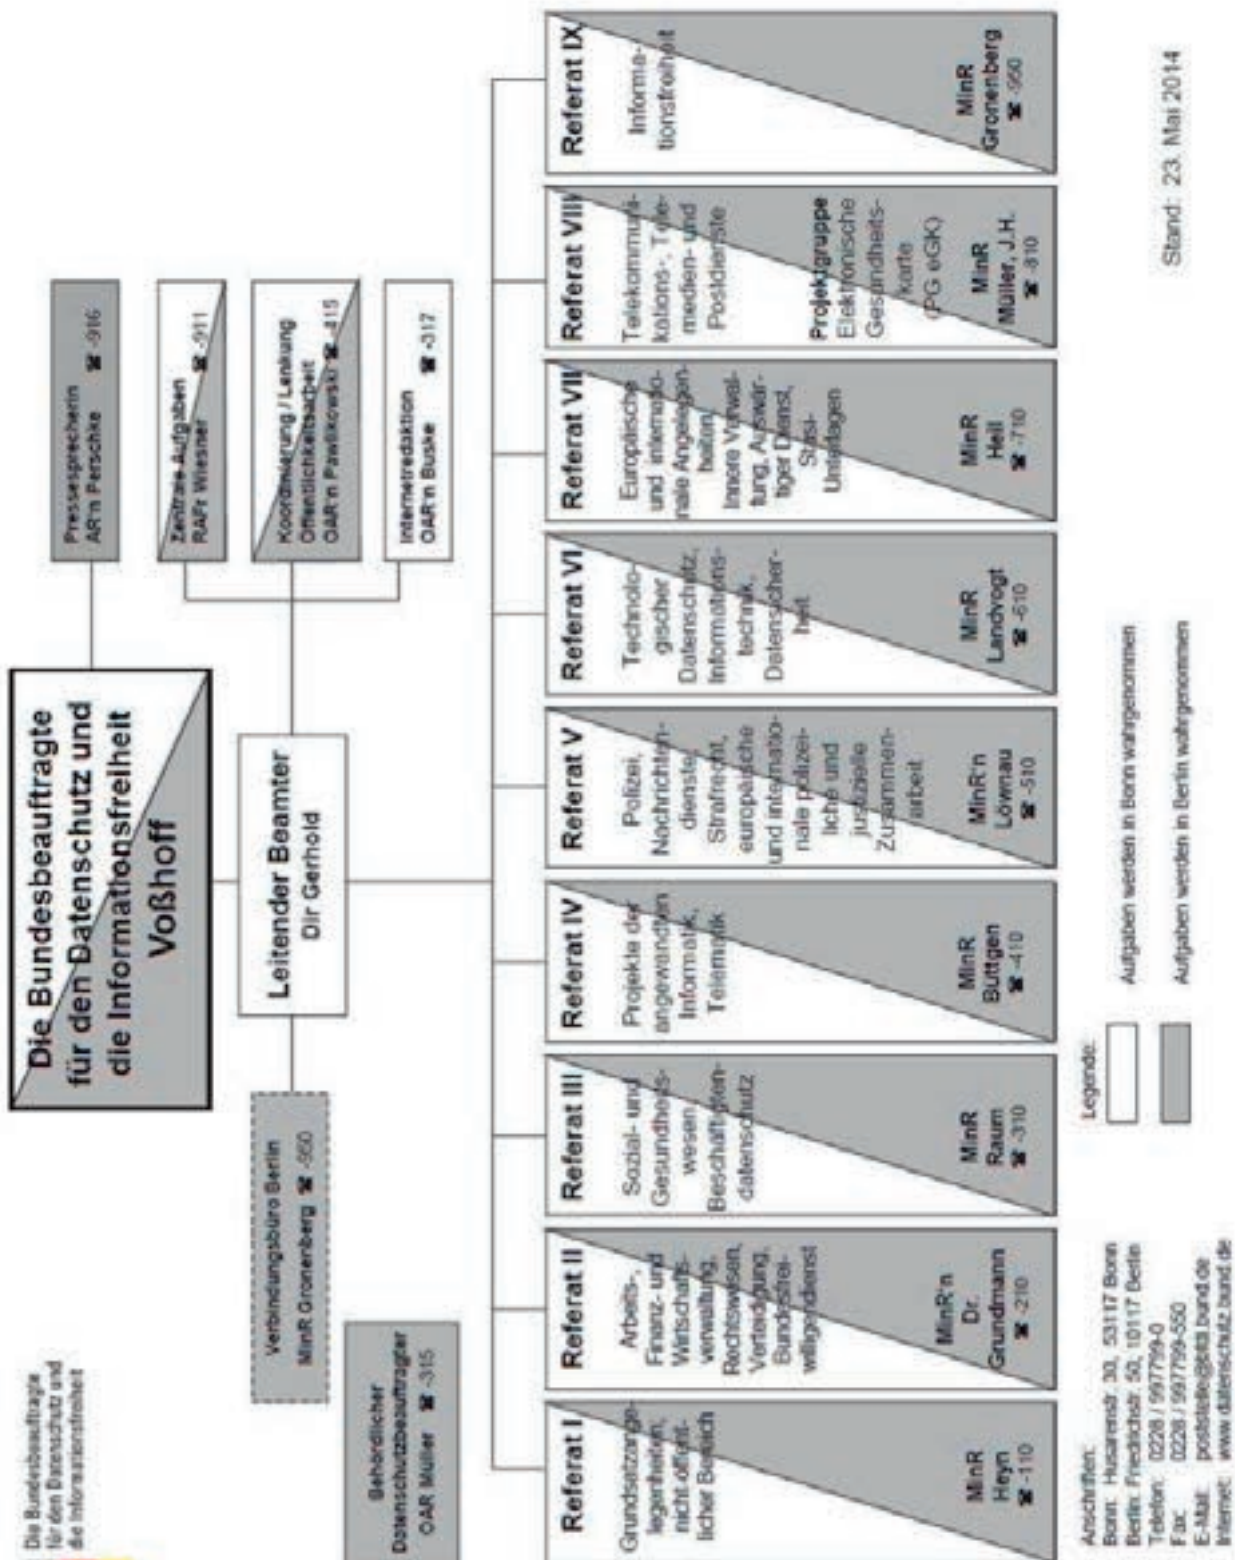 Die Bundesbeauftragte
für den Datenschutz und
die Informationsfreiheit
Die Bundesbeauftragte
für den Datenschutz und
die Informationsfreiheit
Voßhoff
Pressesprecherin
AR'n Perschke ☎ -916
Leitender Beamter
Dir Gerhold
Verbindungsbüro Berlin
MinR Gronenberg ☎ -950
Zentrale Aufgaben
RAFr Wiesner ☎ -911
Koordinierung / Lenkung
Öffentlichkeitsarbeit
OAR'n Pawlikowski ☎ -415
Internetredaktion
OAR'n Buske ☎ -317
Behördlicher
Datenschutzbeauftragter
OAR Müller ☎ -315
Referat I
Grundsatzange-
legenheiten,
nicht-öffent-
licher Bereich
MinR
Heyn
☎ -110
Referat II
Arbeits-,
Finanz- und
Wirtschafts-
verwaltung,
Rechtswesen,
Verteidigung,
Bundesfrei-
willigendienst
MinR'n
Dr.
Grundmann
☎ -210
Referat III
Sozial- und
Gesundheits-
wesen,
Beschäftigten-
datenschutz
MinR
Raum
☎ -310
Referat IV
Projekte der
angewandten
Informatik,
Telematik
MinR
Büttgen
☎ -410
Referat V
Polizei,
Nachrichten-
dienste,
Strafrecht,
europäische
und internatio-
nale polizei-
liche und
justizielle
Zusammen-
arbeit
MinR'n
Löwnau
☎ -510
Referat VI
Technolo-
gischer
Datenschutz,
Informations-
technik,
Datensicher-
heit
MinR
Landvogt
☎ -610
Referat VII
Europäische
und internatio-
nale Angelegen-
heiten,
Innere Verwal-
tung, Auswär-
tiger Dienst,
Stasi-
Unterlagen
MinR
Heil
☎ -710
Referat VIII
Telekommuni-
kations-, Tele-
medien- und
Postdienste
Projektgruppe
Elektronische
Gesundheits-
karte
(PG eGK)
MinR
Müller, J.H.
☎ -810
Referat IX
Informa-
tionsfreiheit
MinR
Gronenberg
☎ -950
Anschriften:
Bonn: Husarenstr. 30, 53117 Bonn
Berlin: Friedrichstr. 50, 10117 Berlin
Telefon: 0228 / 997799-0
Fax: 0228 / 997799-550
E-Mail: poststelle@bfdi.bund.de
Internet: www.datenschutz.bund.de
Legende:
Aufgaben werden in Bonn wahrgenommen
Aufgaben werden in Berlin wahrgenommen
Stand: 23. Mai 2014